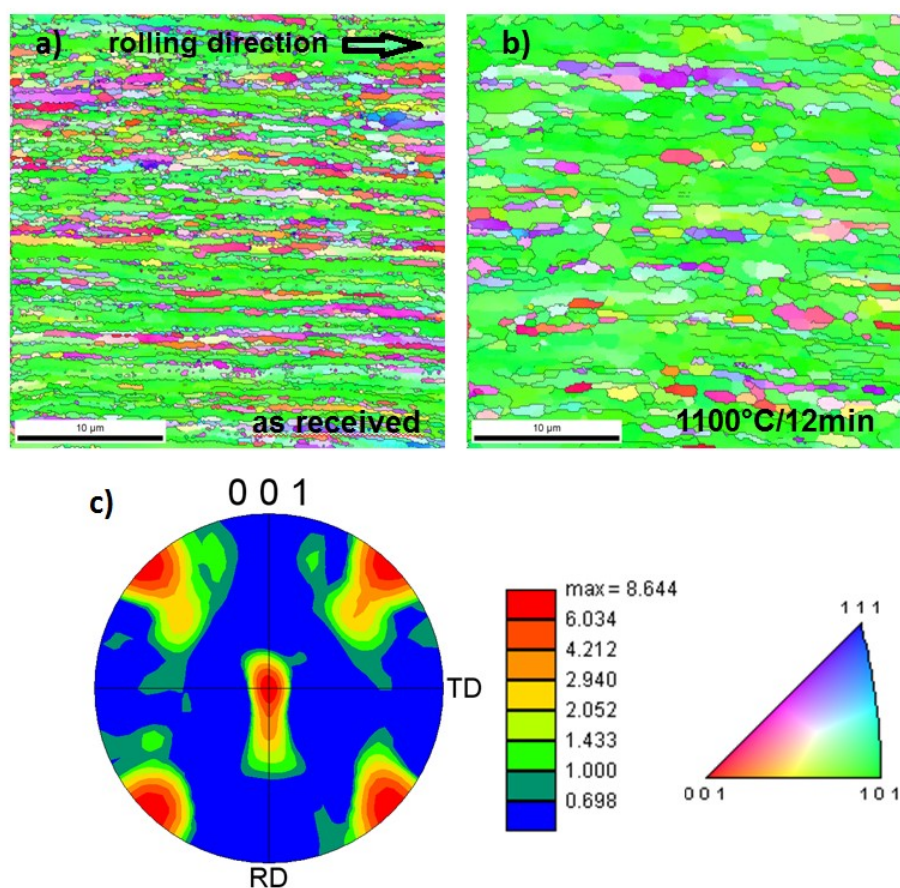 a)
rolling direction
b)
10 µm
as received
10 µm
1100°C/12min
c)
0 0 1
TD
RD
max = 8.644
6.034
4.212
2.940
2.052
1.433
1.000
0.698
1 1 1
0 0 1
1 0 1